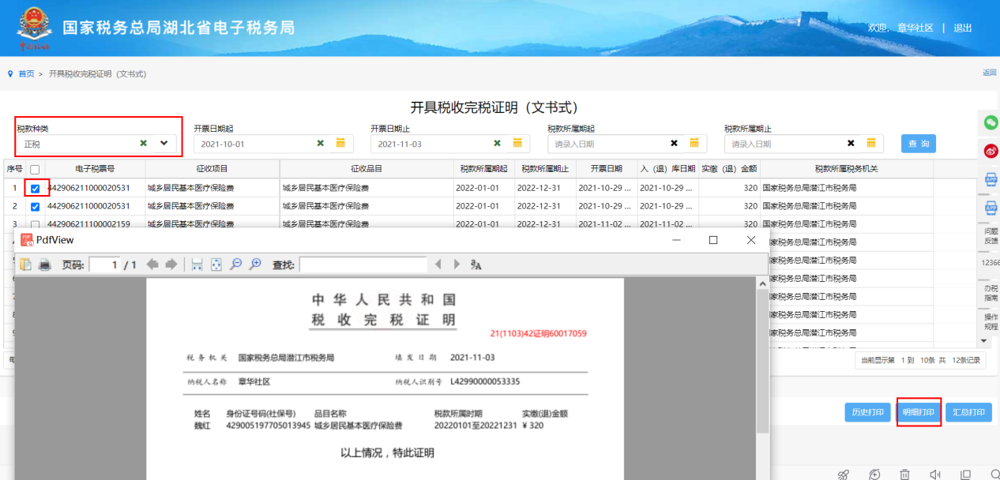 国家税务总局湖北省电子税务局
欢迎, 章华社区 | 退出
首页 > 开具税收完税证明（文书式）
返回
开具税收完税证明（文书式）
税款种类 开票日期起 开票日期止 税款所属期起 税款所属期止
正税 2021-10-01 2021-11-03 请录入日期 请录入日期 查 询
序号 电子税票号 征收项目 征收品目 税款所属期起 税款所属期止 开票日期 入（退）库日期 实缴（退）金额 税款所属税务机关
1 442906211000020531 城乡居民基本医疗保险费 城乡居民基本医疗保险费 2022-01-01 2022-12-31 2021-10-29 ... 2021-10-29 ... 320 国家税务总局潜江市税务局
2 442906211000020531 城乡居民基本医疗保险费 城乡居民基本医疗保险费 2022-01-01 2022-12-31 2021-10-29 ... 2021-10-29 ... 320 国家税务总局潜江市税务局
3 442906211100002159 城乡居民基本医疗保险费 城乡居民基本医疗保险费 2022-01-01 2022-12-31 2021-11-02 ... 2021-11-02 ... 320 国家税务总局潜江市税务局
家税务总局潜江市税务局
家税务总局潜江市税务局
家税务总局潜江市税务局
家税务总局潜江市税务局
家税务总局潜江市税务局
家税务总局潜江市税务局
PdfView
页码: 1 / 1 查找:
中华人民共和国
税收完税证明
21(1103)42证明60017059
税务机关 国家税务总局潜江市税务局 填发日期 2021-11-03
纳税人名称 章华社区 纳税人识别号 L42990000053335
姓名 身份证号码(社保号) 品目名称 税款所属时期 实缴(退)金额
魏红 429005197705013945 城乡居民基本医疗保险费 20220101至20221231 ¥ 320
以上情况，特此证明
当前显示第 1 到 10条 共 12条记录
历史打印 明细打印 汇总打印
APP
APP
问题
反馈
12366
办税
指南
操作
规程